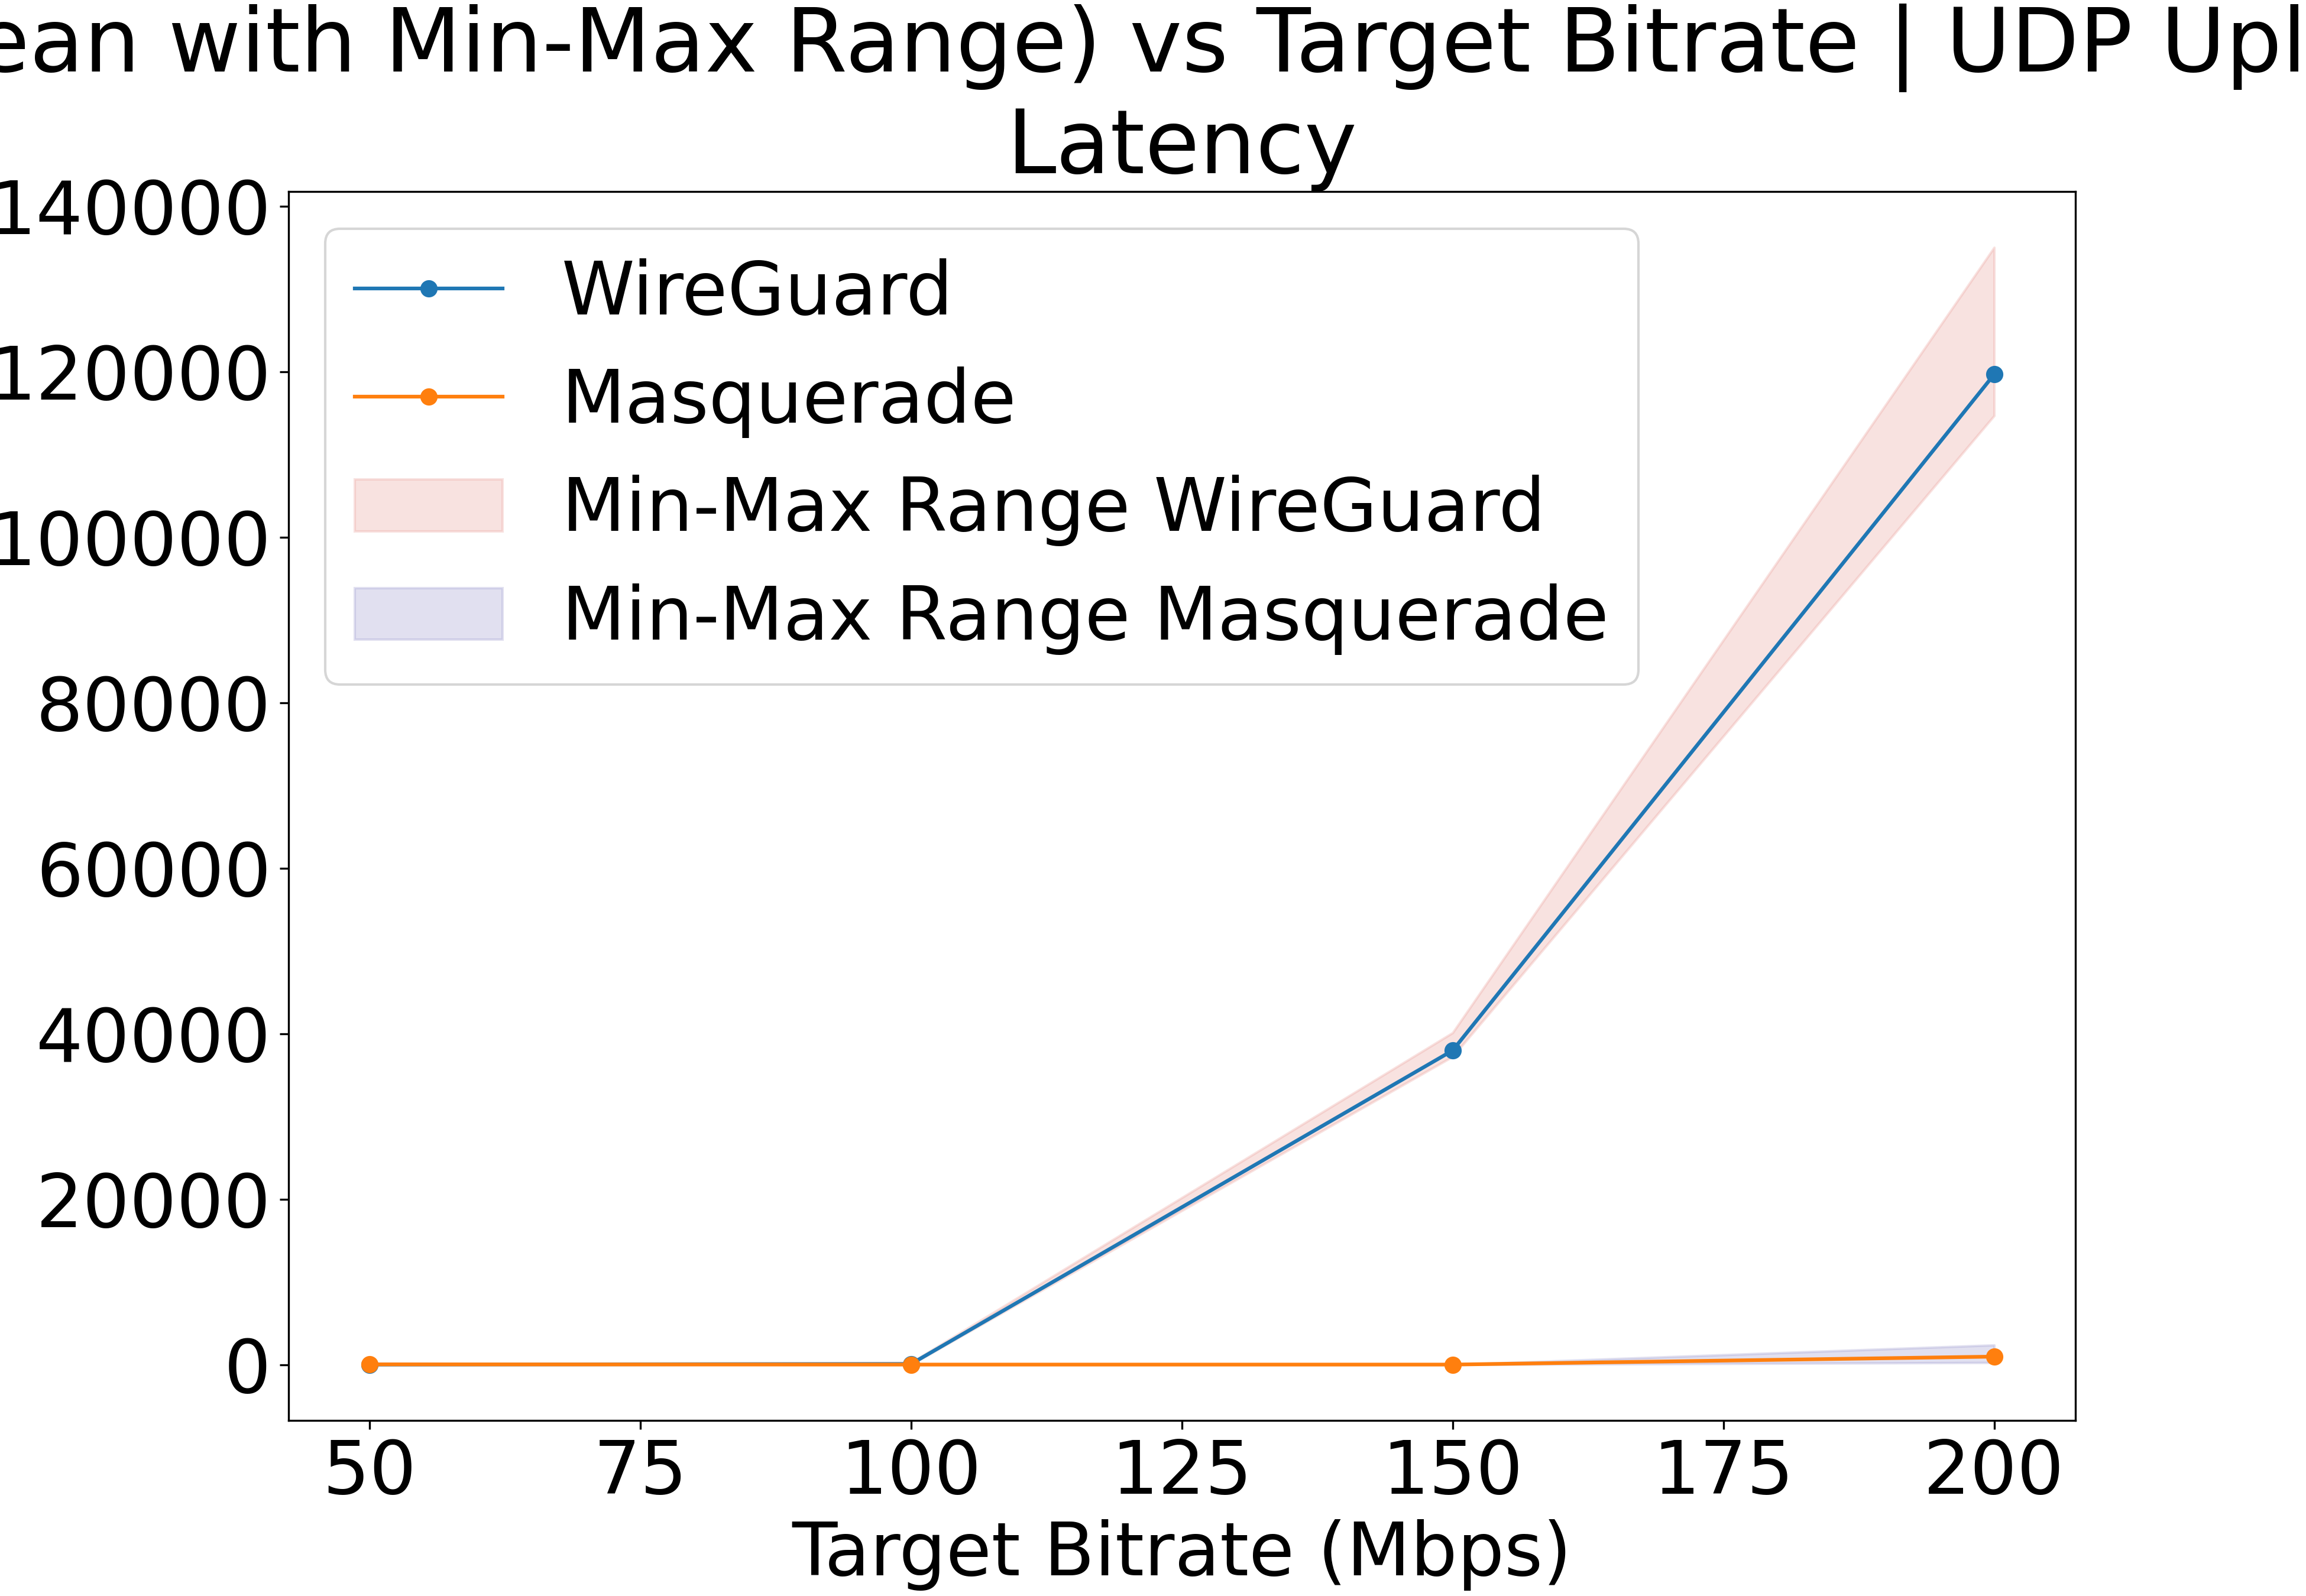 ean with Min-Max Range) vs Target Bitrate | UDP Upl
Latency
140000
120000
100000
80000
60000
40000
20000
0
WireGuard
Masquerade
Min-Max Range WireGuard
Min-Max Range Masquerade
50 75 100 125 150 175 200
Target Bitrate (Mbps)